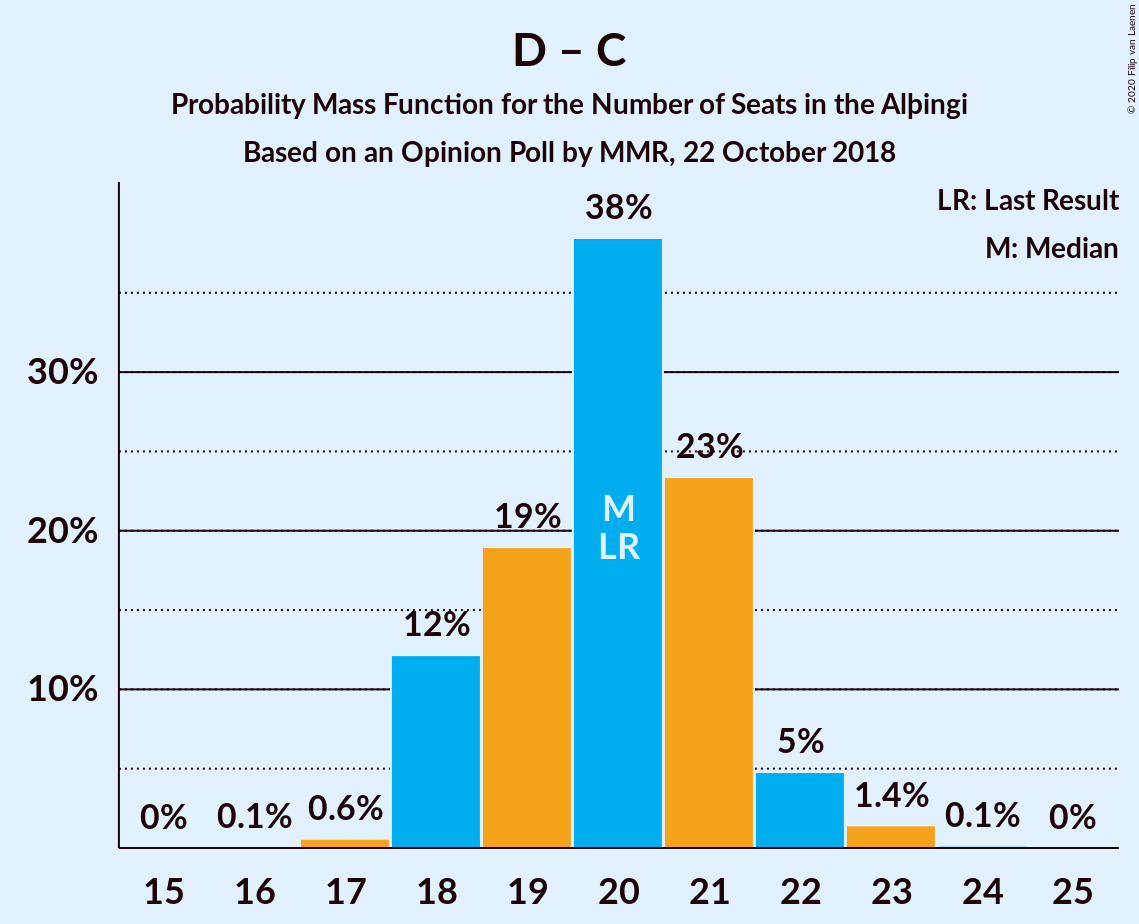 D – C
Probability Mass Function for the Number of Seats in the Alþingi
Based on an Opinion Poll by MMR, 22 October 2018
© 2020 Filip van Laenen
LR: Last Result
M: Median
38%
30%
23%
M
19%
20%
LR
12%
10%
5%
1.4%
0.6%
0% 0.1% 0.1% 0%
15 16 17 18 19 20 21 22 23 24 25